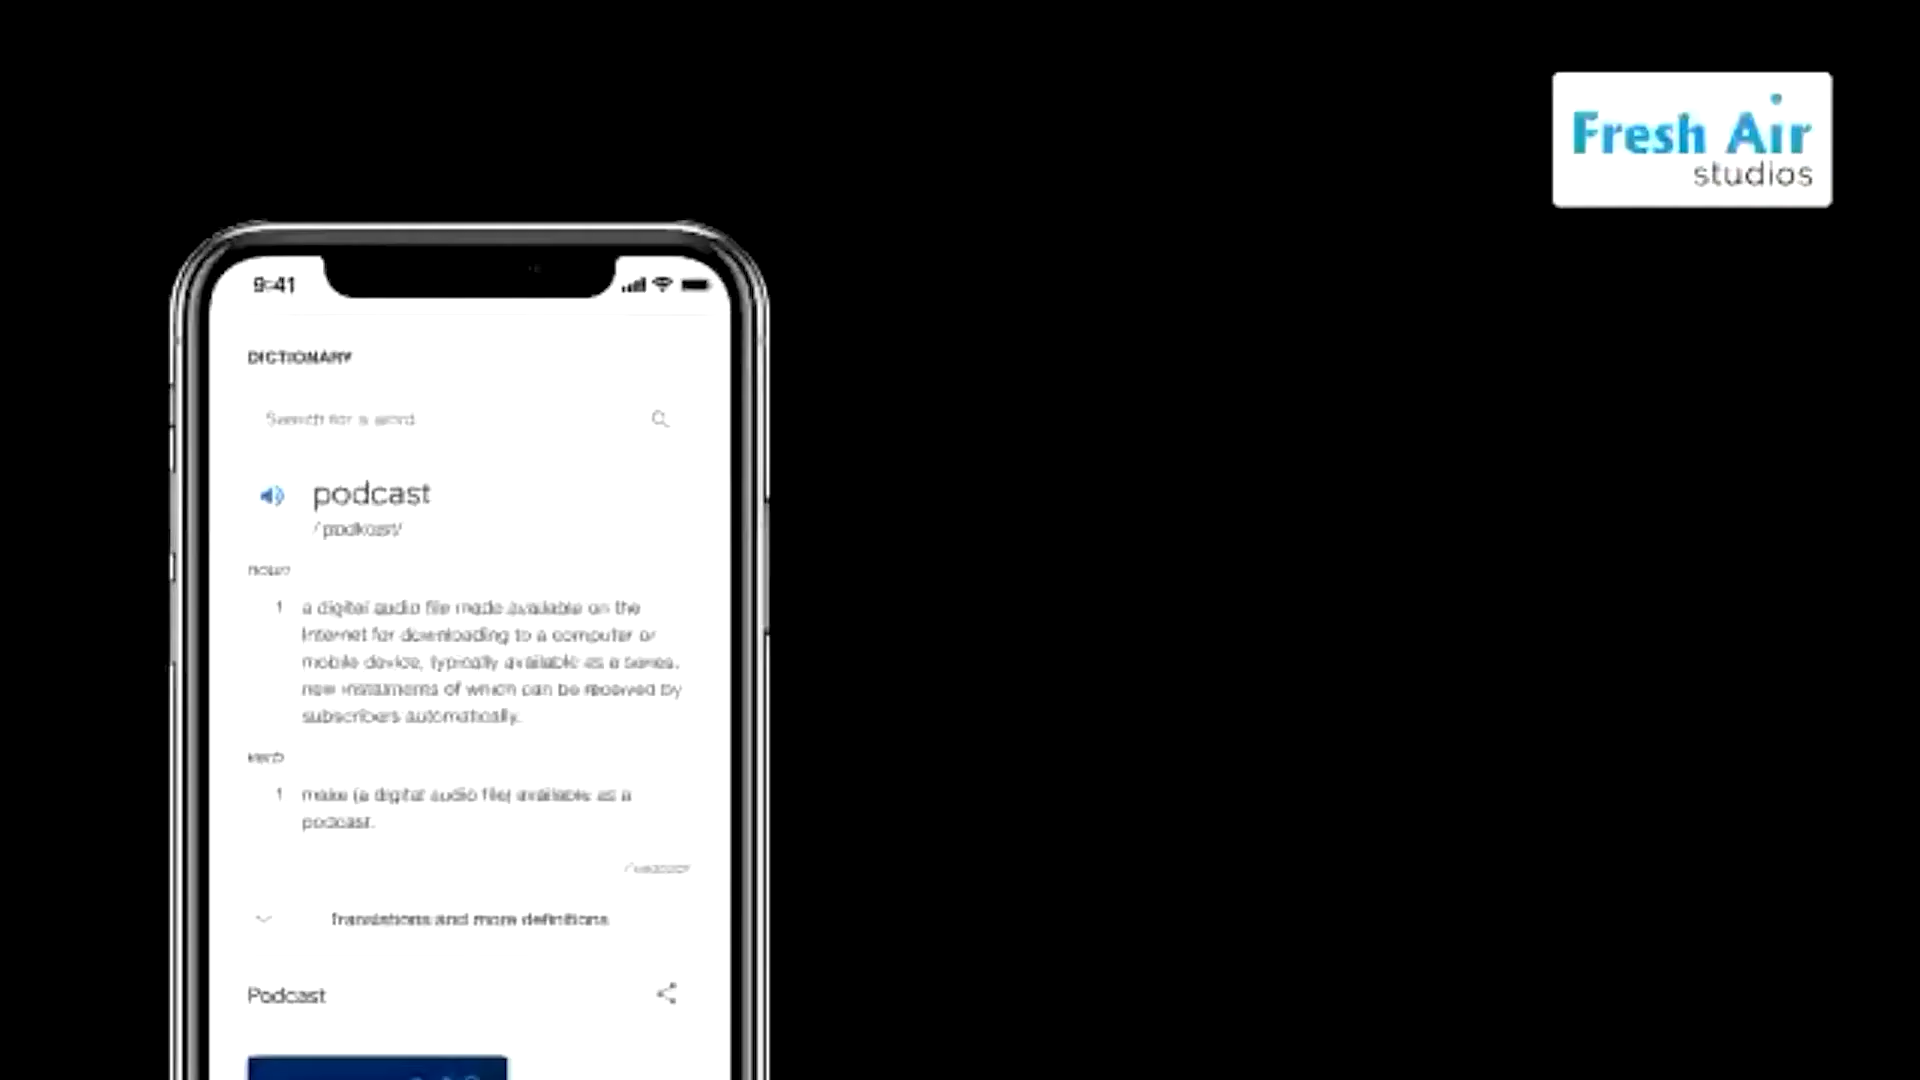 Fresh Air
studios
9:41
DICTIONARY
Search for a word
podcast
/'podkast/
noun
1 a digital audio file made available on the
Internet for downloading to a computer or
mobile device, typically available as a series,
new instalments of which can be received by
subscribers automatically.
verb
1 make (a digital audio file) available as a
podcast.
Translations and more definitions
Podcast